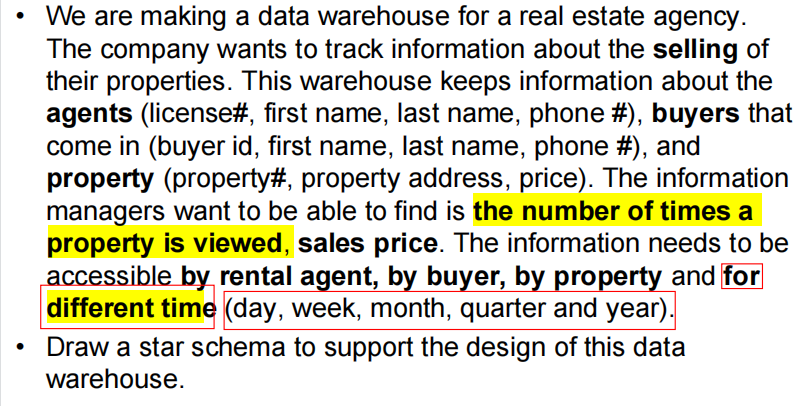 • We are making a data warehouse for a real estate agency.
The company wants to track information about the selling of
their properties. This warehouse keeps information about the
agents (license#, first name, last name, phone #), buyers that
come in (buyer id, first name, last name, phone #), and
property (property#, property address, price). The information
managers want to be able to find is the number of times a
property is viewed, sales price. The information needs to be
accessible by rental agent, by buyer, by property and for
different time (day, week, month, quarter and year).
• Draw a star schema to support the design of this data
warehouse.